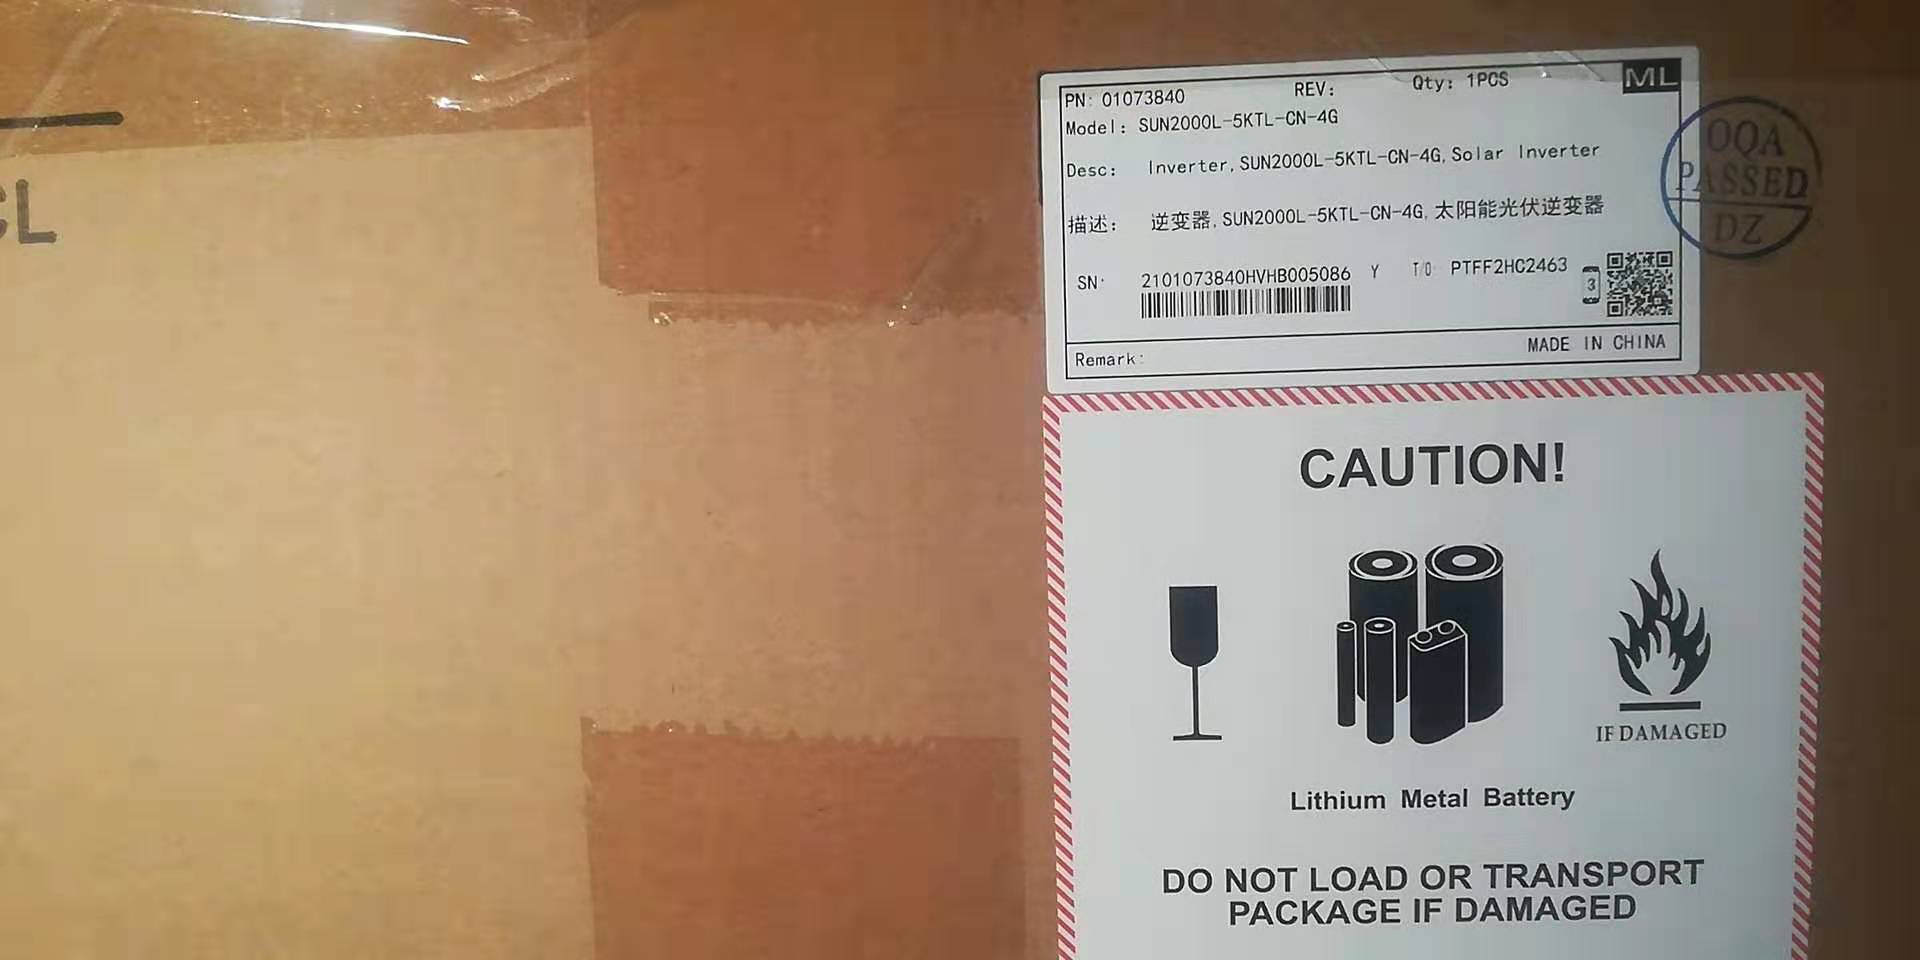 CL
PN: 01073840 REV: Qty: 1PCS ML
Model: SUN2000L-5KTL-CN-4G
Desc: Inverter,SUN2000L-5KTL-CN-4G,Solar Inverter
描述: 逆变器,SUN2000L-5KTL-CN-4G,太阳能光伏逆变器
SN: 2101073840HVHB005086 Y T/O: PTFF2HC2463
3
MADE IN CHINA
Remark:
OQA
PASSED
DZ
CAUTION!
IF DAMAGED
Lithium Metal Battery
DO NOT LOAD OR TRANSPORT
PACKAGE IF DAMAGED